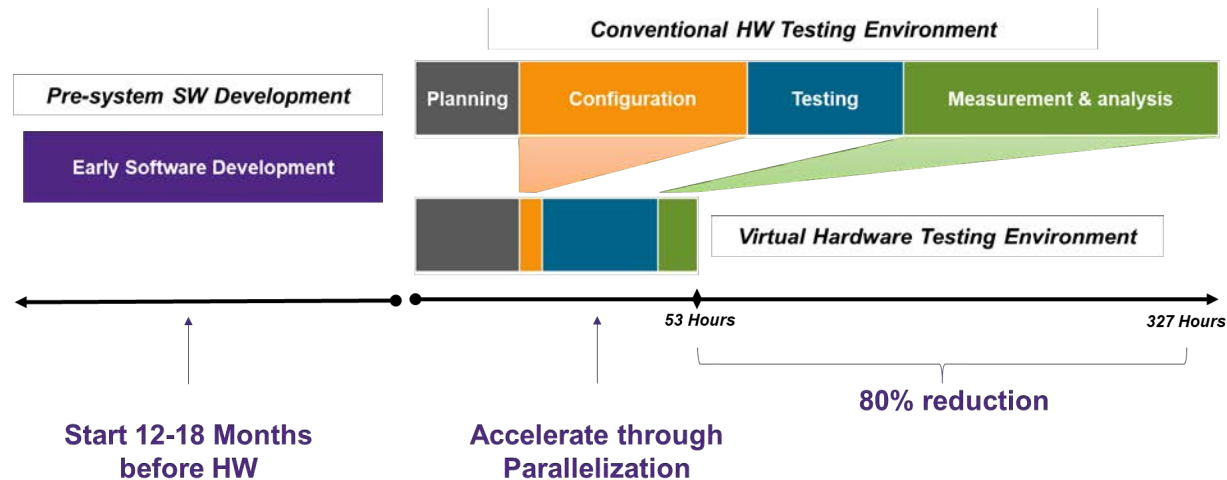 Conventional HW Testing Environment
Pre-system SW Development
Planning
Configuration
Testing
Measurement & analysis
Early Software Development
Virtual Hardware Testing Environment
53 Hours
327 Hours
80% reduction
Start 12-18 Months
before HW
Accelerate through
Parallelization